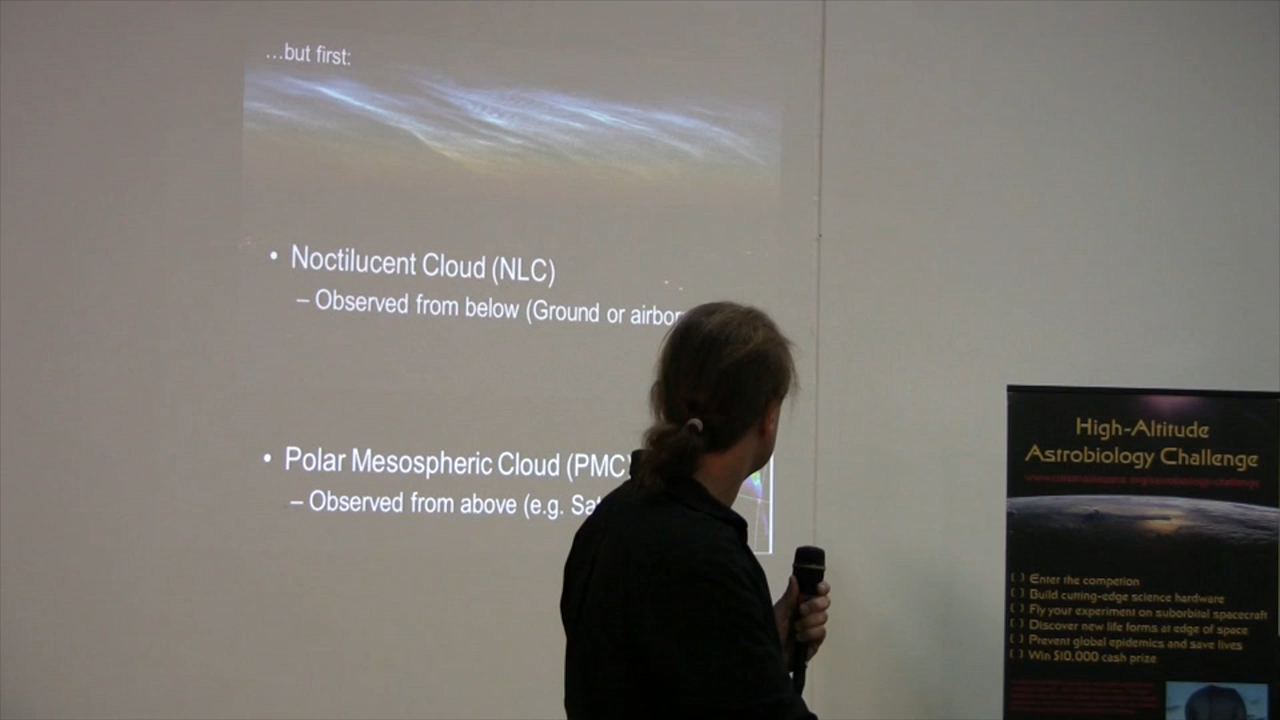 …but first:
• Noctilucent Cloud (NLC)
– Observed from below (Ground or
• Polar Mesospheric Cloud (PMC)
– Observed from above (e.g.
High-Altitude
Astrobiology Challenge
( ) Enter the competion
( ) Build cutting-edge science hardware
( ) Fly your experiment on suborbital spacecraft
( ) Discover new life forms at edge of space
( ) Prevent global epidemics and save lives
( ) Win $10,000 cash prize